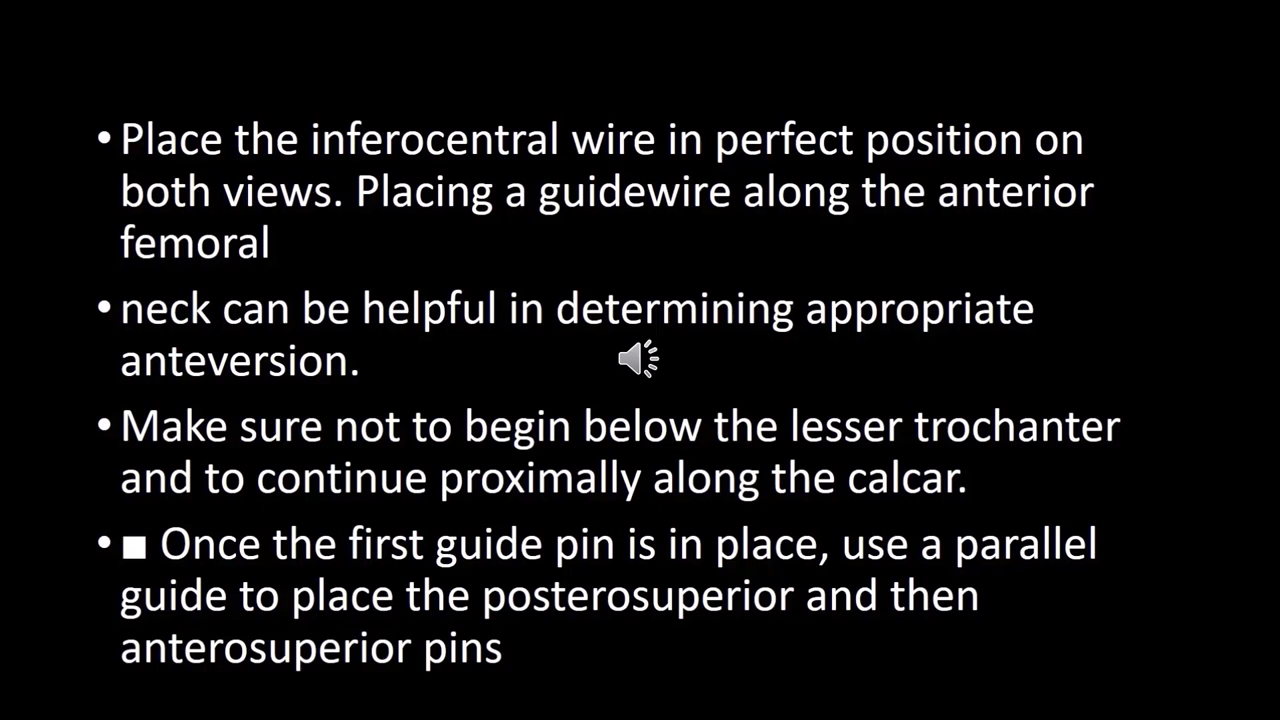 • Place the inferocentral wire in perfect position on
both views. Placing a guidewire along the anterior
femoral
• neck can be helpful in determining appropriate
anteversion.
• Make sure not to begin below the lesser trochanter
and to continue proximally along the calcar.
• ■ Once the first guide pin is in place, use a parallel
guide to place the posterosuperior and then
anterosuperior pins